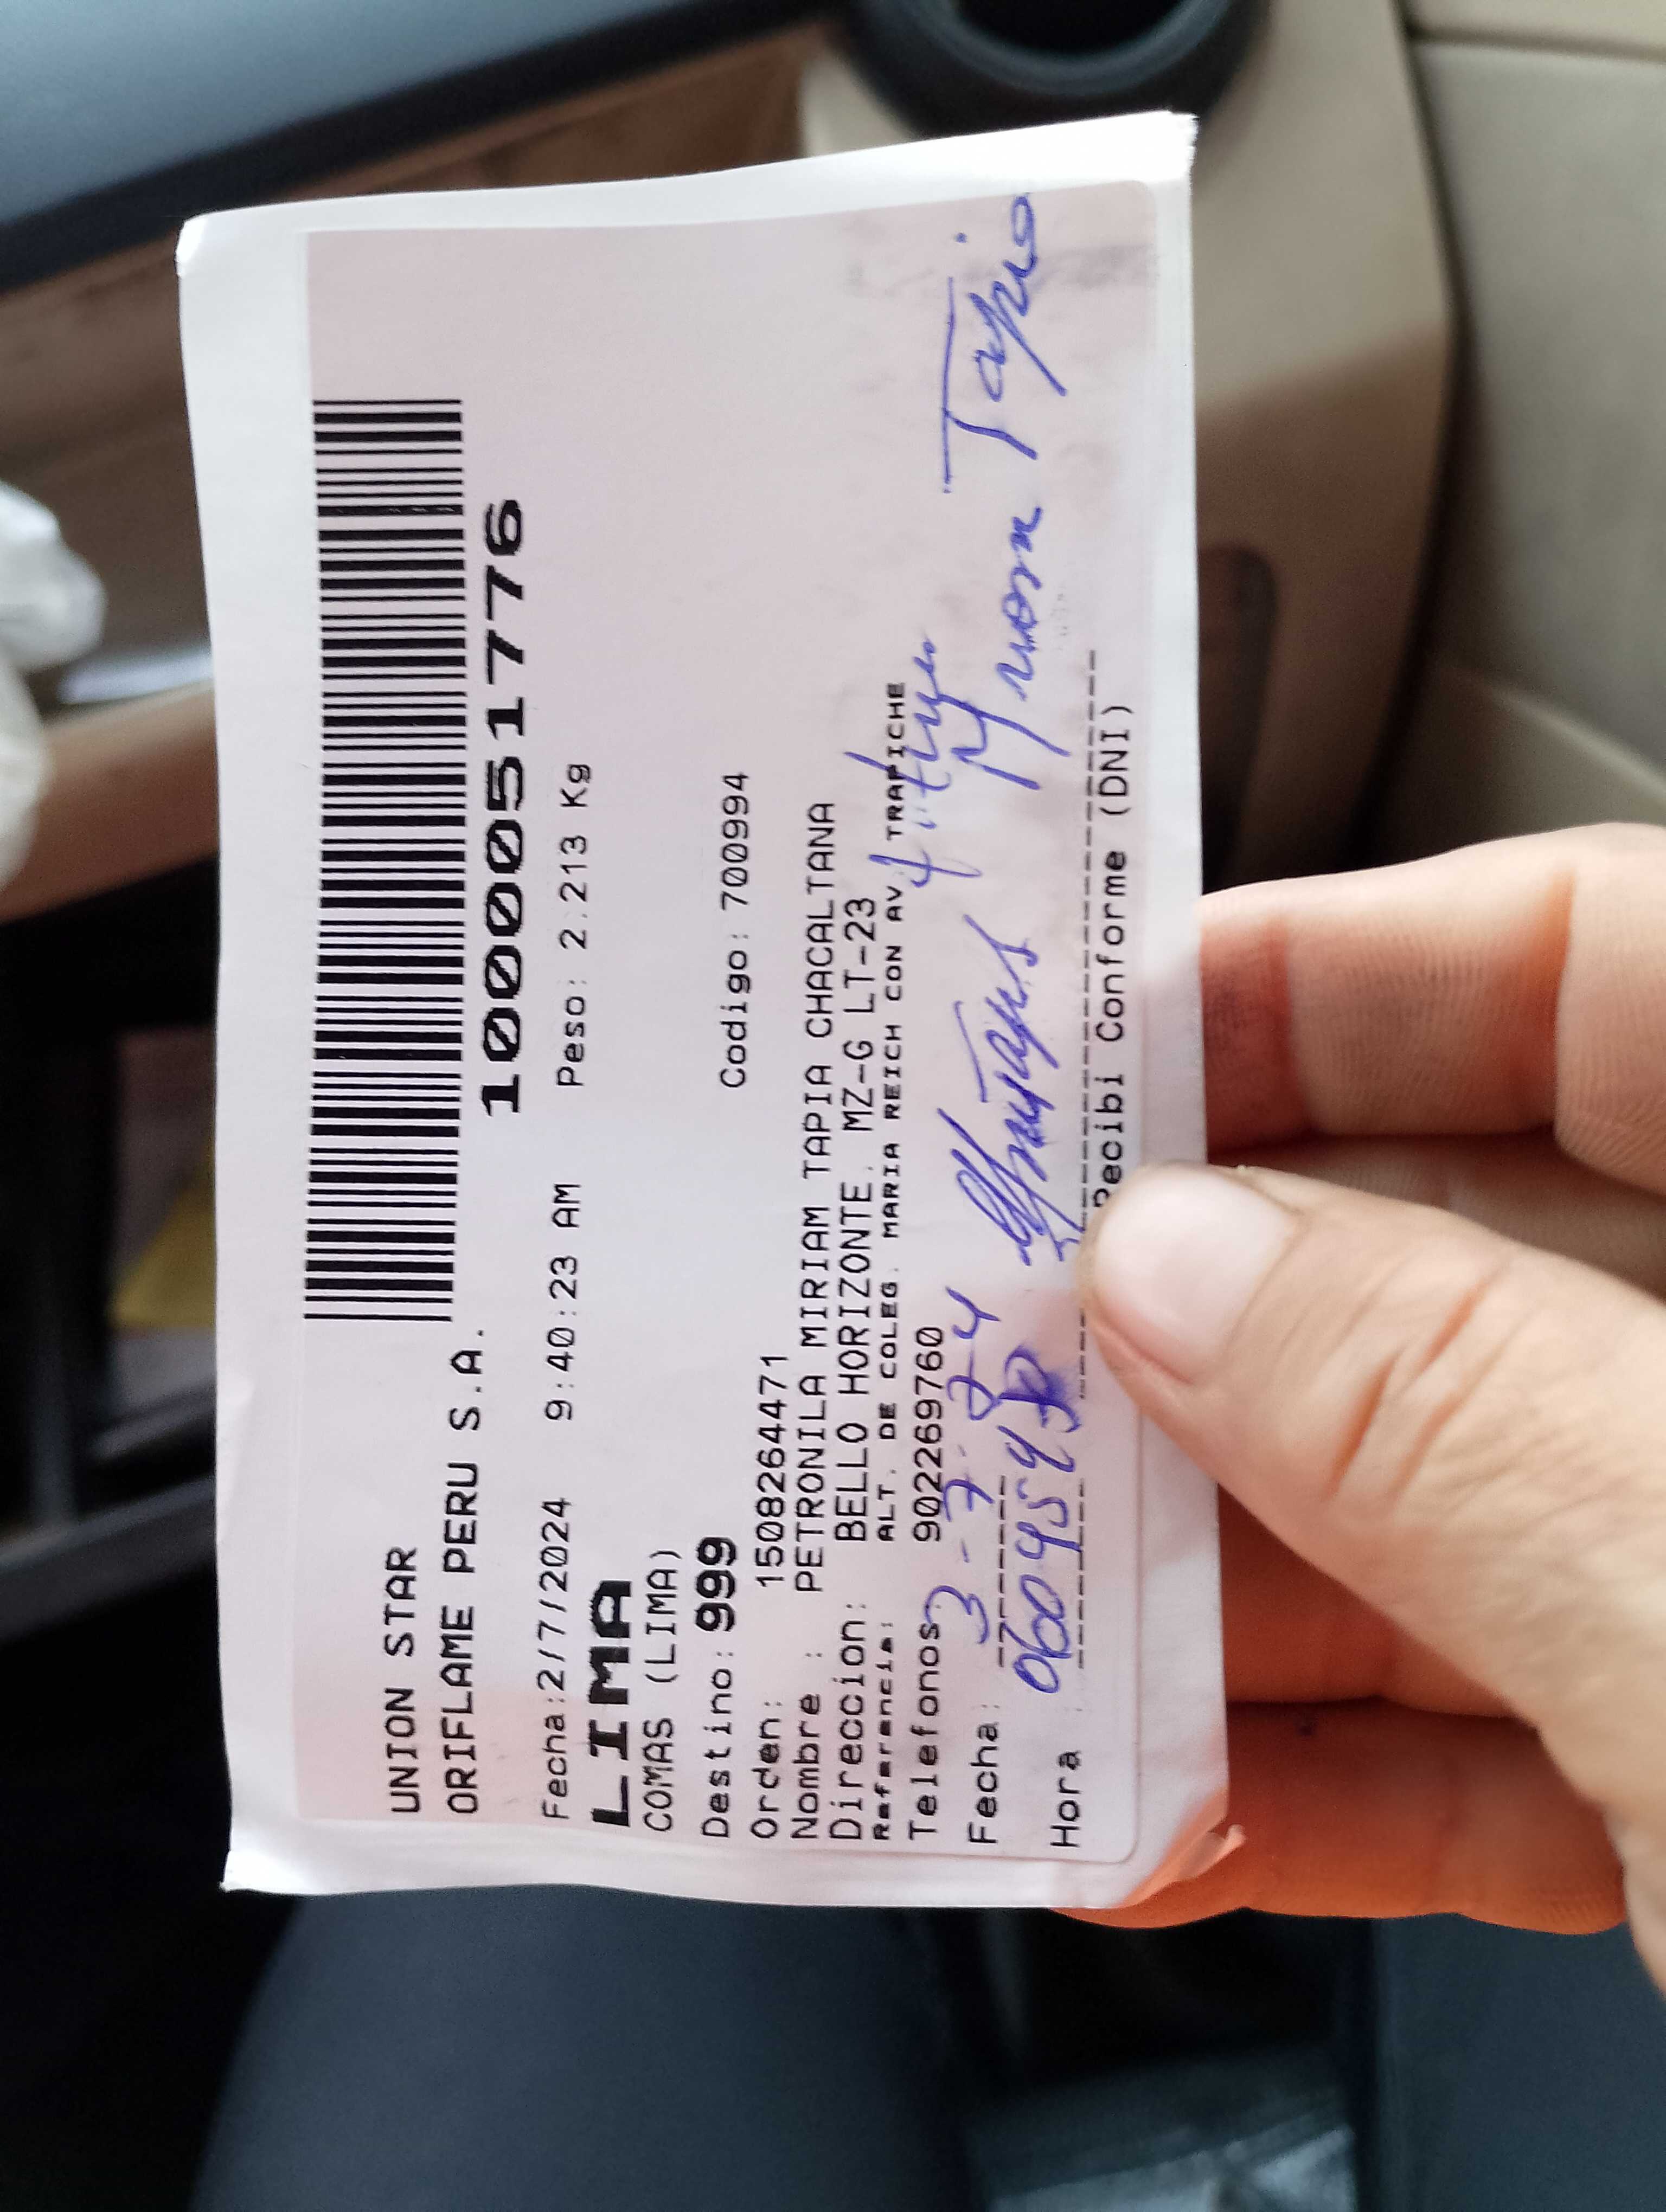 UNION STAR
ORIFLAME PERU S.A.
100051776
Fecha:2/7/2024 9:40:23 AM Peso: 2.213 Kg
LIMA
COMAS (LIMA)
Destino: 999 Codigo: 700994
Orden: 1508264471
Nombre : PETRONILA MIRIAM TAPIA CHACALTANA
Direccion: BELLO HORIZONTE. MZ-G LT-23
Referencia: ALT. DE COLEG. MARIA REICH CON AV. TRAPICHE
Telefonos: 902269760
Fecha: 3-7-24
Hora :
Tapia
Recibi Conforme (DNI)